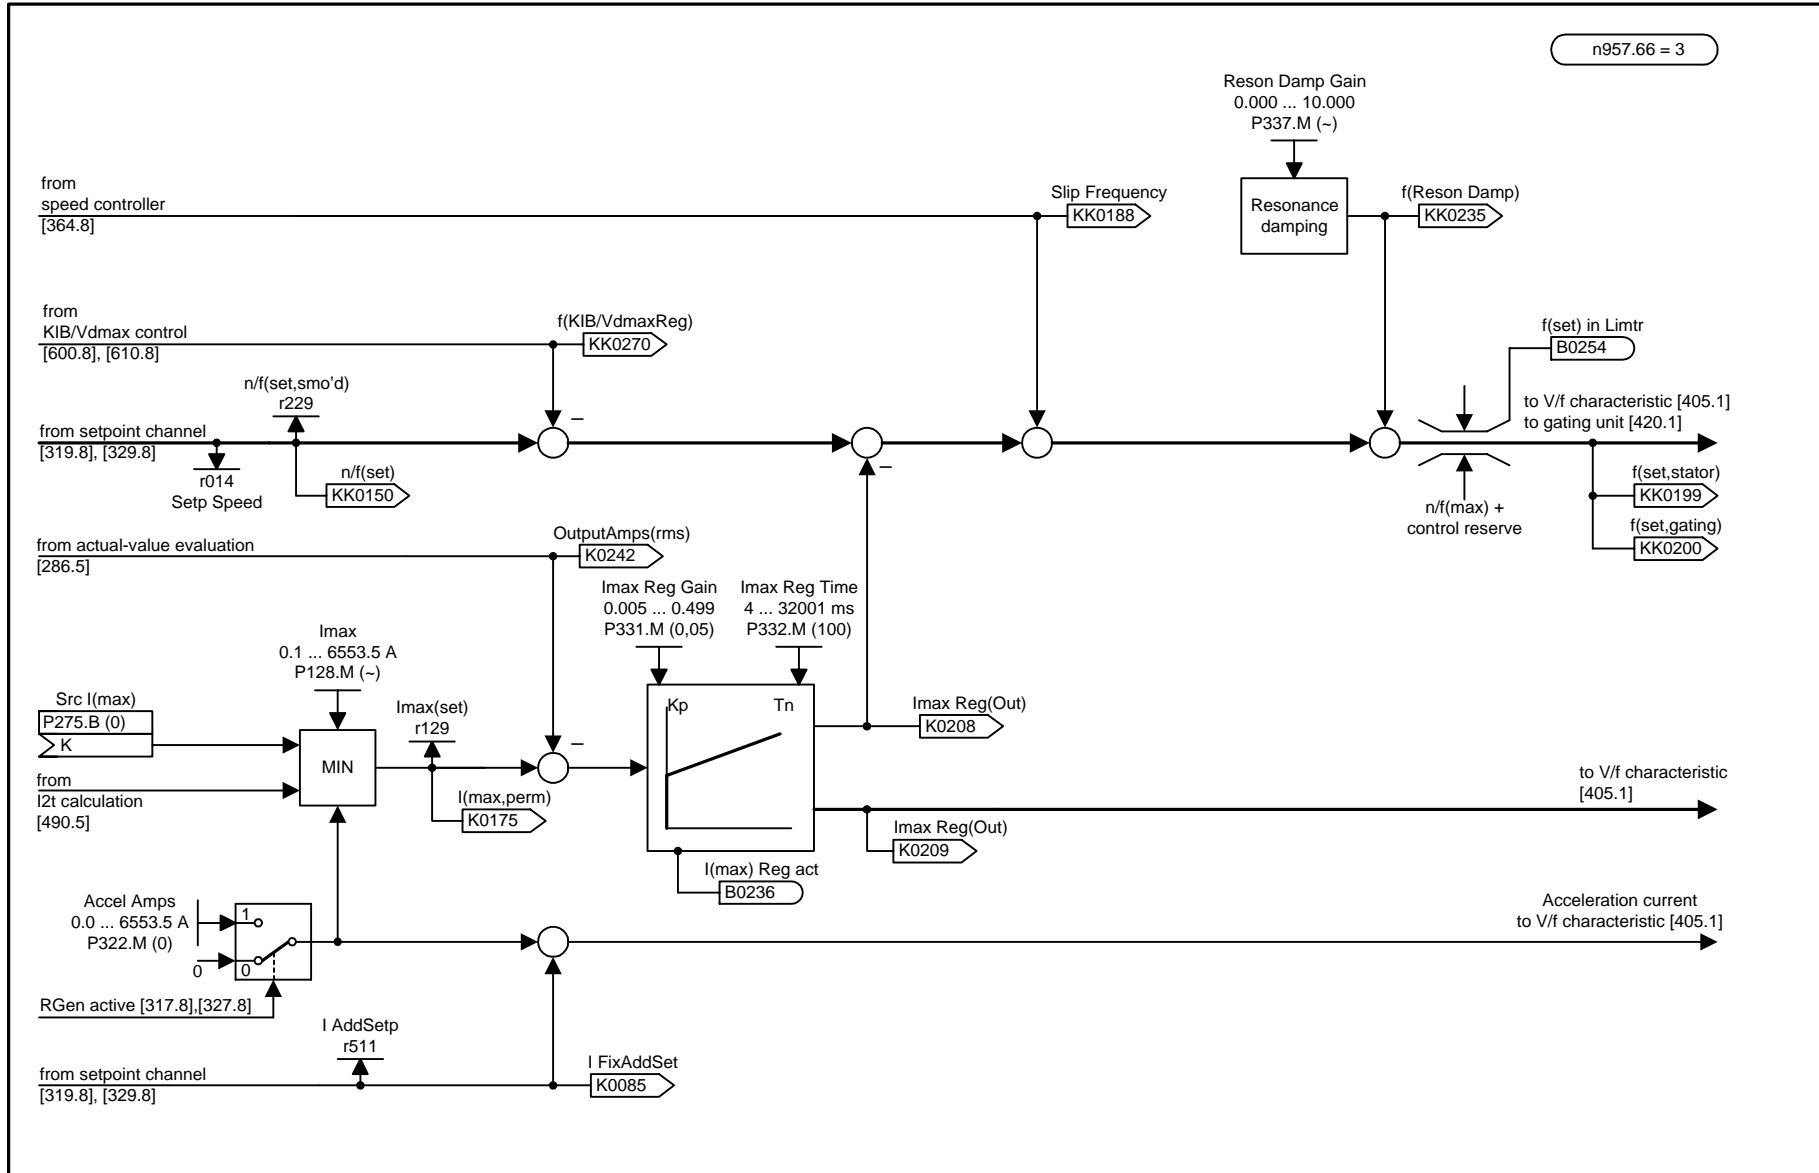 n957.66 = 3
Reson Damp Gain
0.000 ... 10.000
P337.M (~)
from
speed controller
[364.8]
Slip Frequency
KK0188
Resonance
damping
f(Reson Damp)
KK0235
from
KIB/Vdmax control
[600.8], [610.8]
f(KIB/VdmaxReg)
KK0270
f(set) in Limtr
B0254
n/f(set,smo'd)
r229
from setpoint channel
[319.8], [329.8]
r014
Setp Speed
n/f(set)
KK0150
–
–
to V/f characteristic [405.1]
to gating unit [420.1]
n/f(max) +
control reserve
f(set,stator)
KK0199
f(set,gating)
KK0200
from actual-value evaluation
[286.5]
OutputAmps(rms)
K0242
Imax Reg Gain
0.005 ... 0.499
P331.M (0,05)
Imax Reg Time
4 ... 32001 ms
P332.M (100)
Imax
0.1 ... 6553.5 A
P128.M (~)
Src I(max)
P275.B (0)
K
from
I2t calculation
[490.5]
MIN
Imax(set)
r129
–
I(max,perm)
K0175
Kp
Tn
Imax Reg(Out)
K0208
to V/f characteristic
[405.1]
Imax Reg(Out)
K0209
I(max) Reg act
B0236
Accel Amps
0.0 ... 6553.5 A
P322.M (0)
1
0
0
Acceleration current
to V/f characteristic [405.1]
RGen active [317.8],[327.8]
I AddSetp
r511
from setpoint channel
[319.8], [329.8]
I FixAddSet
K0085